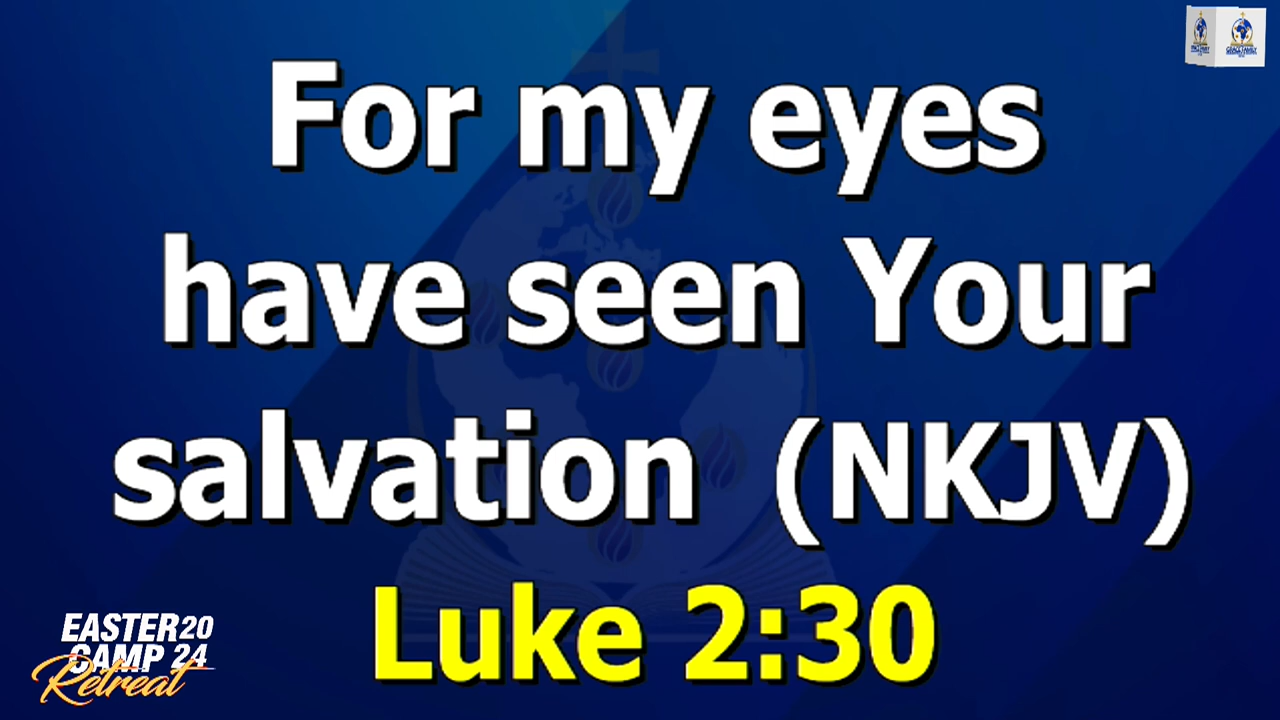 For my eyes
have seen Your
salvation (NKJV)
Luke 2:30
EASTER 20
CAMP 24
Retreat